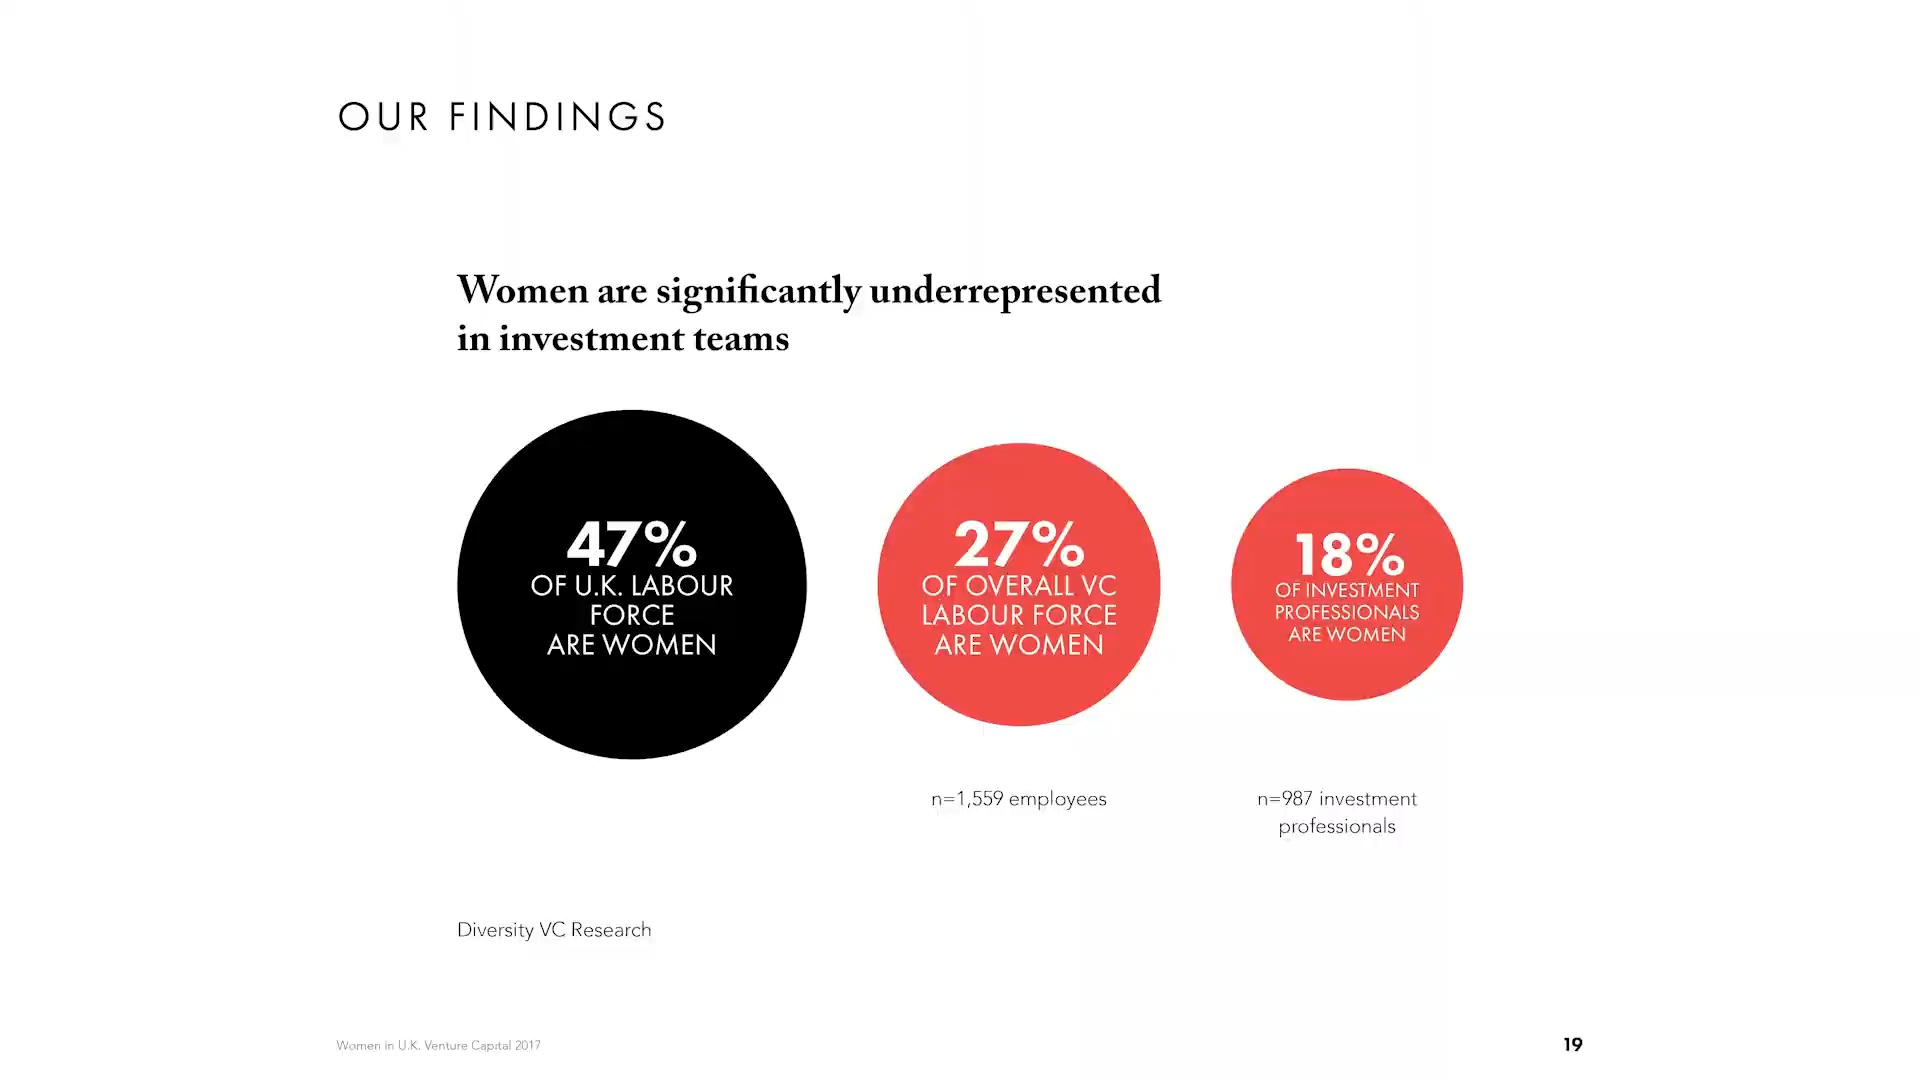 OUR FINDINGS
Women are significantly underrepresented
in investment teams
47%
OF U.K. LABOUR
FORCE
ARE WOMEN
27%
OF OVERALL VC
LABOUR FORCE
ARE WOMEN
18%
OF INVESTMENT
PROFESSIONALS
ARE WOMEN
n=1,559 employees
n=987 investment
professionals
Diversity VC Research
Women in U.K. Venture Capital 2017
19